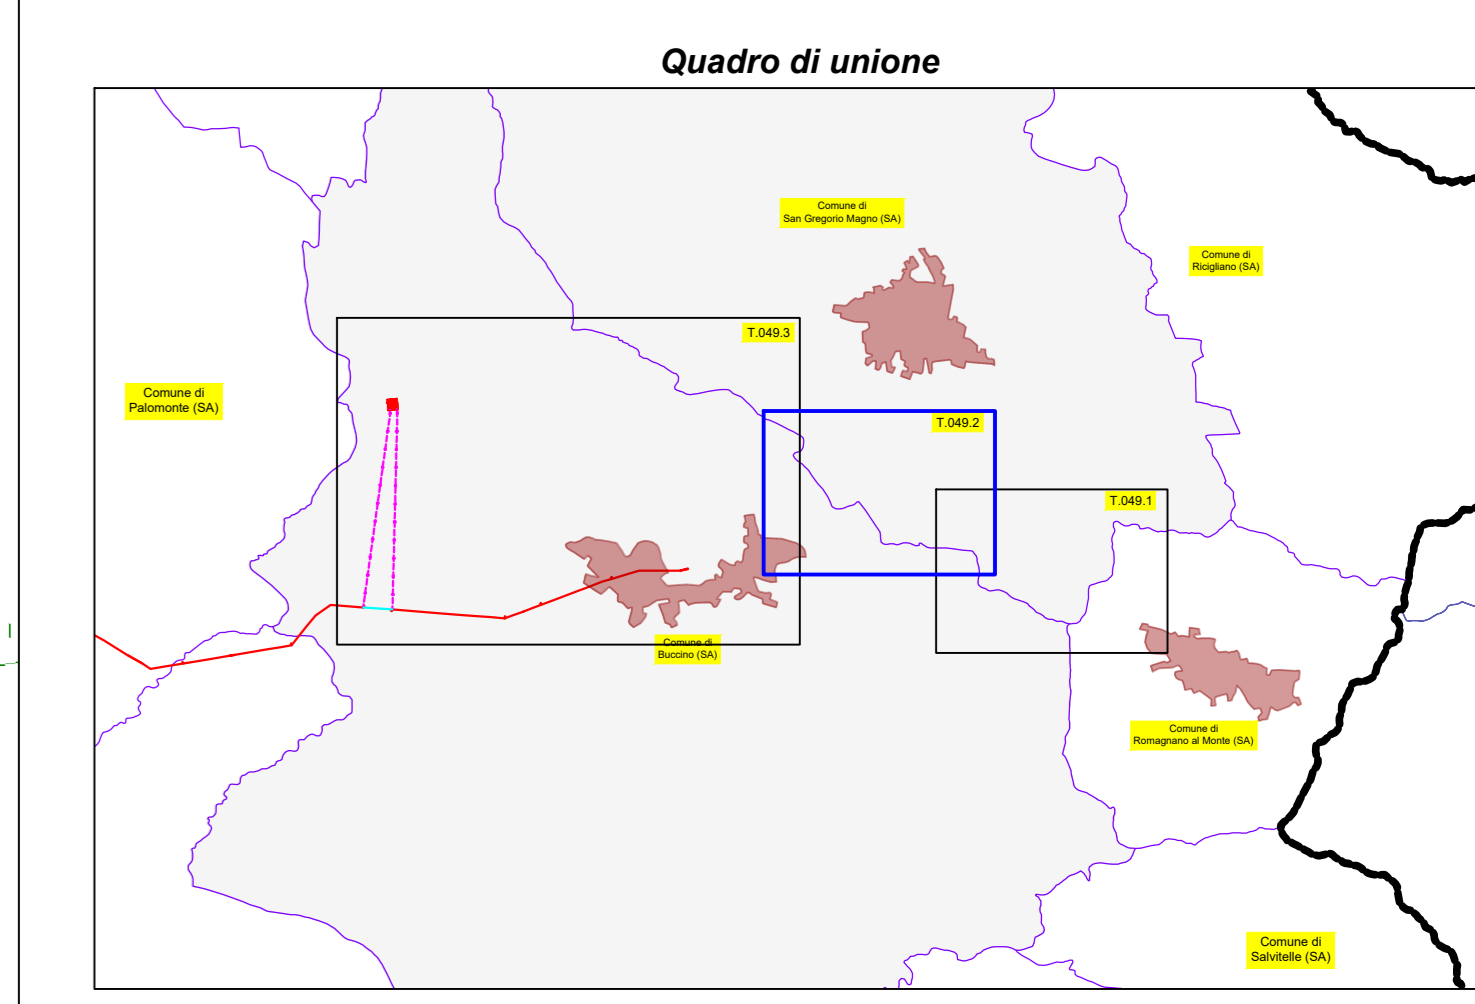 Quadro di unione
Comune di
San Gregorio Magno (SA)
Comune di
Ricigliano (SA)
T.049.3
Comune di
Palomonte (SA)
T.049.2
T.049.1
Comune di
Buccino (SA)
Comune di
Romagnano al Monte (SA)
Comune di
Salvitelle (SA)